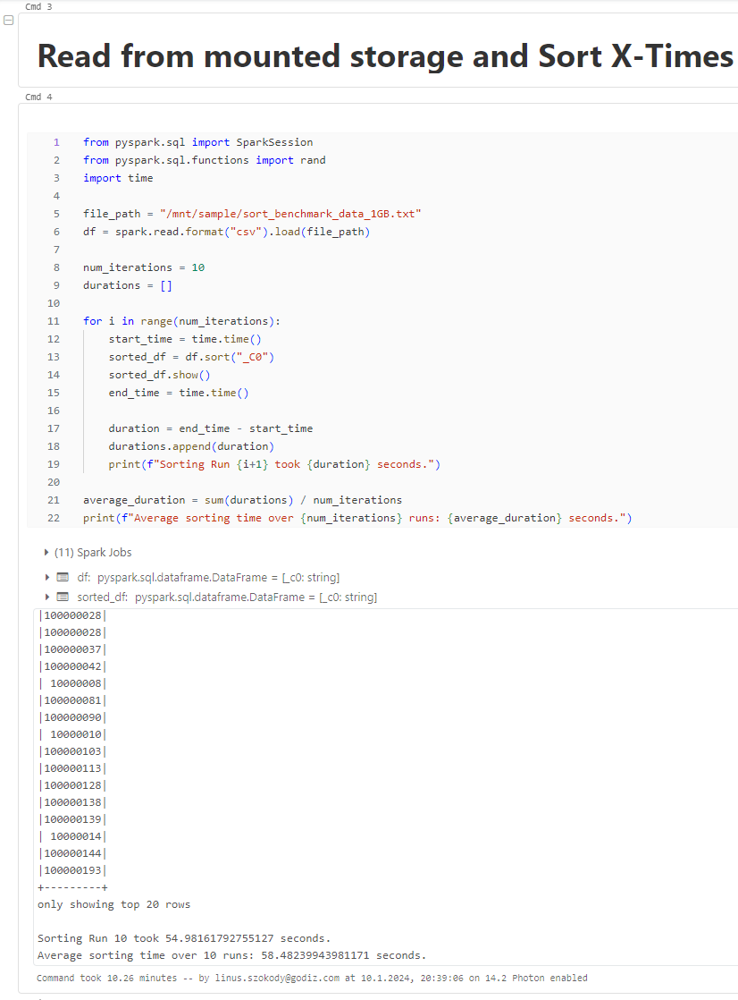 Cmd 3
Read from mounted storage and Sort X-Times
Cmd 4
1 from pyspark.sql import SparkSession
2 from pyspark.sql.functions import rand
3 import time
4
5 file_path = "/mnt/sample/sort_benchmark_data_1GB.txt"
6 df = spark.read.format("csv").load(file_path)
7
8 num_iterations = 10
9 durations = []
10
11 for i in range(num_iterations):
12     start_time = time.time()
13     sorted_df = df.sort("_C0")
14     sorted_df.show()
15     end_time = time.time()
16
17     duration = end_time - start_time
18     durations.append(duration)
19     print(f"Sorting Run {i+1} took {duration} seconds.")
20
21 average_duration = sum(durations) / num_iterations
22 print(f"Average sorting time over {num_iterations} runs: {average_duration} seconds.")
(11) Spark Jobs
df: pyspark.sql.dataframe.DataFrame = [_c0: string]
sorted_df: pyspark.sql.dataframe.DataFrame = [_c0: string]
|100000028|
|100000028|
|100000037|
|100000042|
| 10000008|
|100000081|
|100000090|
| 10000010|
|100000103|
|100000113|
|100000128|
|100000138|
|100000139|
| 10000014|
|100000144|
|100000193|
+---------+
only showing top 20 rows
Sorting Run 10 took 54.98161792755127 seconds.
Average sorting time over 10 runs: 58.48239943981171 seconds.
Command took 10.26 minutes -- by linus.szokody@godiz.com at 10.1.2024, 20:39:06 on 14.2 Photon enabled